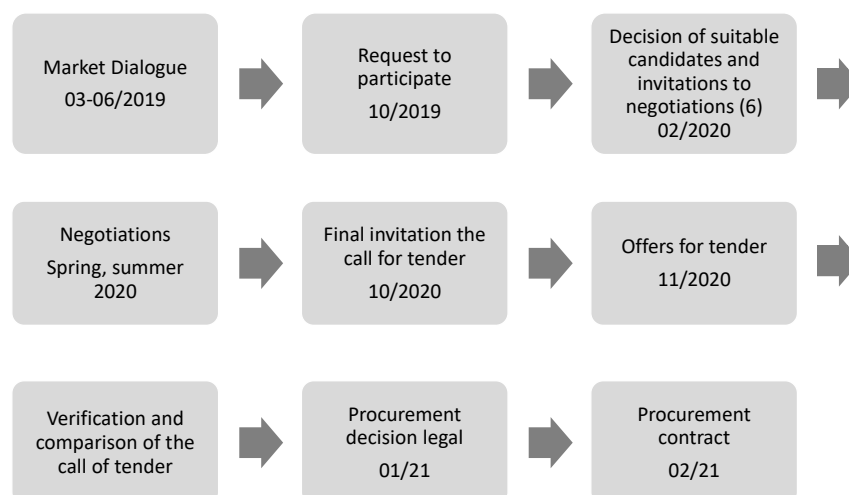 Market Dialogue
03-06/2019
Request to
participate
10/2019
Decision of suitable
candidates and
invitations to
negotiations (6)
02/2020
Negotiations
Spring, summer
2020
Final invitation the
call for tender
10/2020
Offers for tender
11/2020
Verification and
comparison of the
call of tender
Procurement
decision legal
01/21
Procurement
contract
02/21